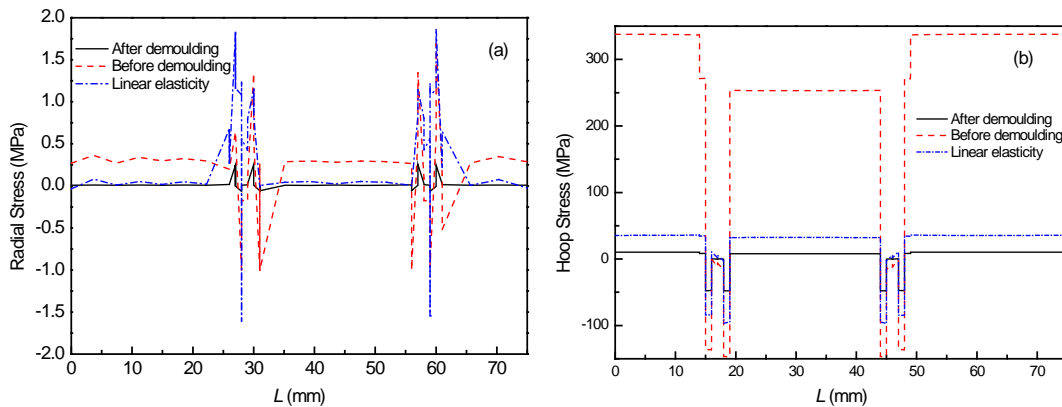 2.0
1.5
1.0
0.5
0.0
-0.5
-1.0
-1.5
-2.0
Radial Stress (MPa)
(a)
After demoulding
Before demoulding
Linear elasticity
0 10 20 30 40 50 60 70
L (mm)
300
200
100
0
-100
Hoop Stress (MPa)
(b)
After demoulding
Before demoulding
Linear elasticity
0 10 20 30 40 50 60 70
L (mm)